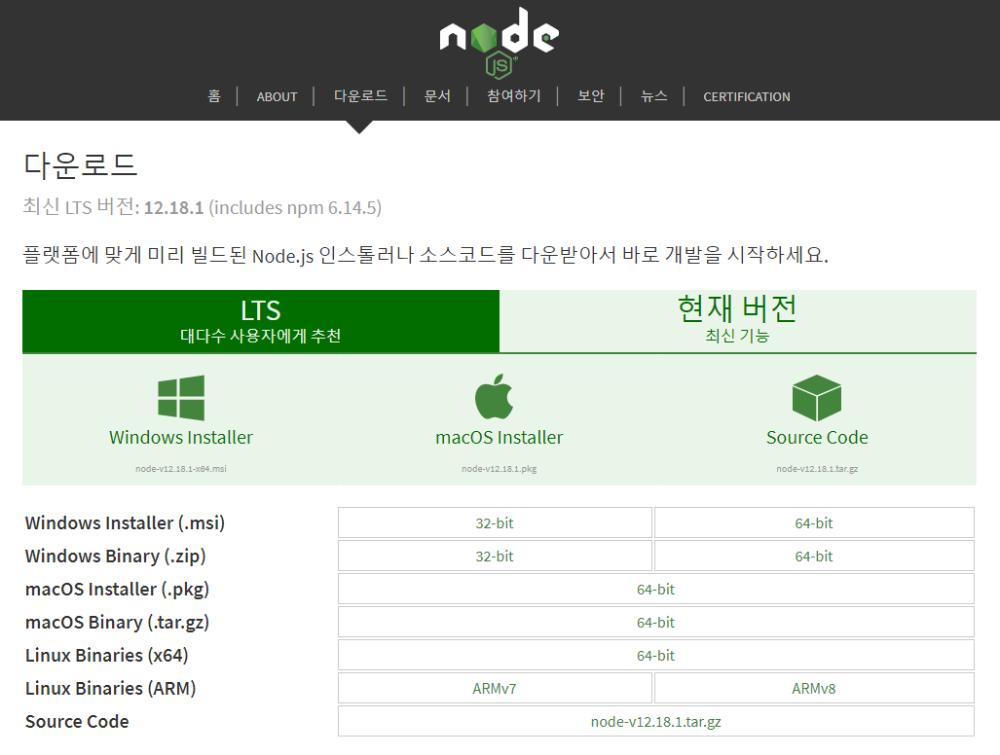 node
JS
홈 ABOUT 다운로드 문서 참여하기 보안 뉴스 CERTIFICATION
다운로드
최신 LTS 버전: 12.18.1 (includes npm 6.14.5)
플랫폼에 맞게 미리 빌드된 Node.js 인스톨러나 소스코드를 다운받아서 바로 개발을 시작하세요.
LTS 현재 버전
대다수 사용자에게 추천 최신 기능
Windows Installer macOS Installer Source Code
node-v12.18.1-x64.msi node-v12.18.1.pkg node-v12.18.1.tar.gz
Windows Installer (.msi) 32-bit 64-bit
Windows Binary (.zip) 32-bit 64-bit
macOS Installer (.pkg) 64-bit
macOS Binary (.tar.gz) 64-bit
Linux Binaries (x64) 64-bit
Linux Binaries (ARM) ARMv7 ARMv8
Source Code node-v12.18.1.tar.gz